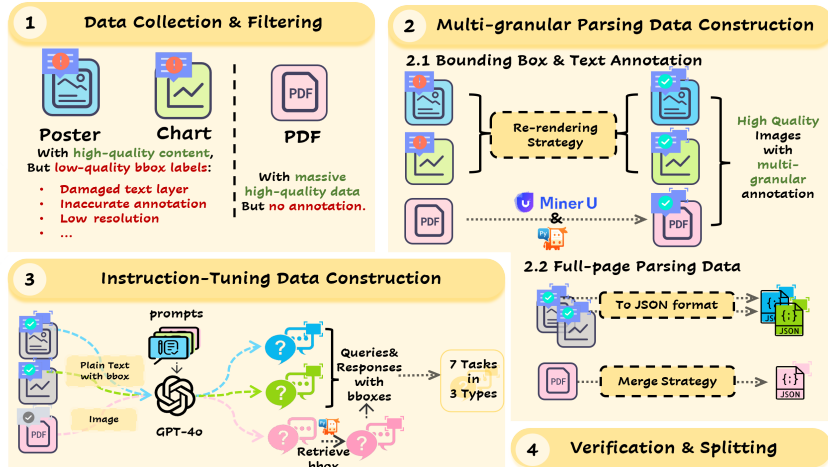 1
Data Collection & Filtering
Poster
Chart
With high-quality content,
But low-quality bbox labels:
• Damaged text layer
• Inaccurate annotation
• Low resolution
• ...
PDF
PDF
With massive
high-quality data
But no annotation.
2
Multi-granular Parsing Data Construction
2.1 Bounding Box & Text Annotation
Re-rendering
Strategy
PDF
Miner U
&
Py
PDF
High Quality
Images
with
multi-
granular
annotation
2.2 Full-page Parsing Data
To JSON format
{;}
JSON
PDF
Merge Strategy
{;}
JSON
3
Instruction-Tuning Data Construction
prompts
Plain Text
with bbox
Image
PDF
GPT-4o
?
?
?
Retrieve
bbox
Queries&
Responses
with
bboxes
7 Tasks
in
3 Types
4
Verification & Splitting